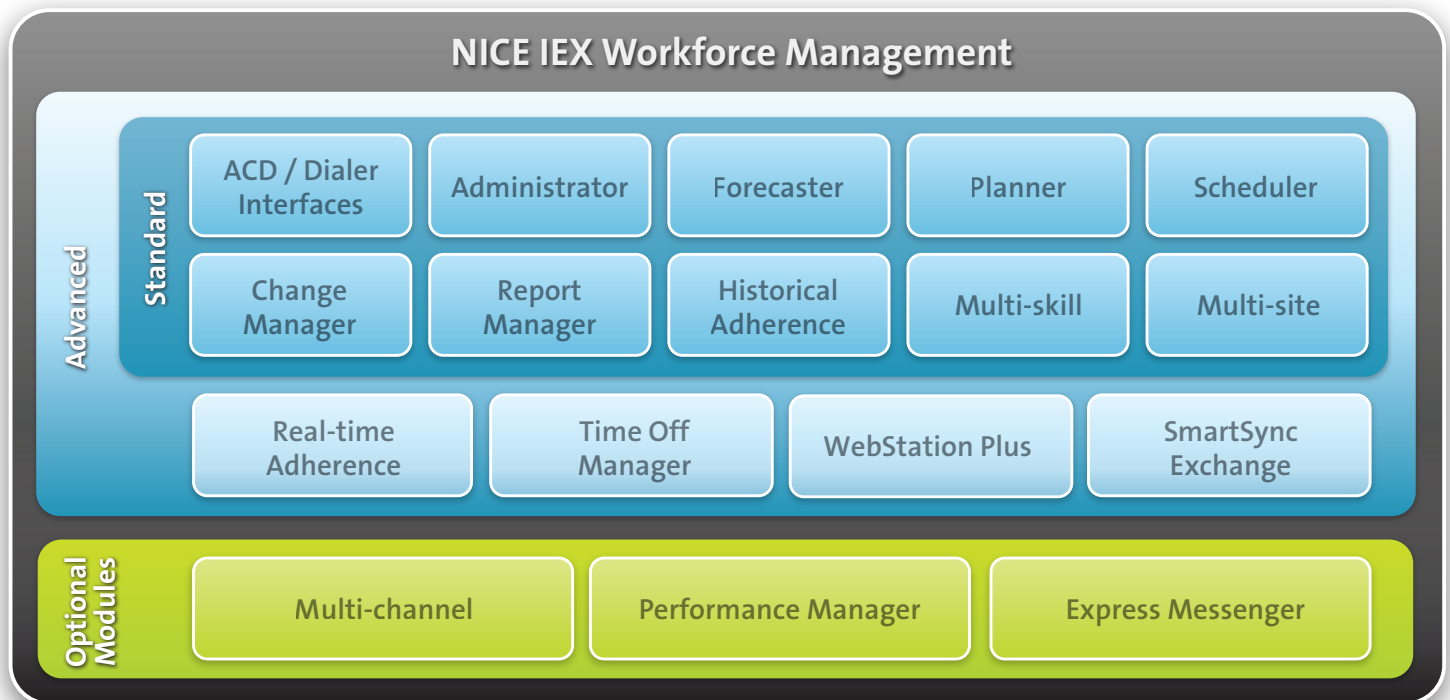 NICE IEX Workforce Management
Advanced
Standard
ACD / Dialer
Interfaces
Administrator
Forecaster
Planner
Scheduler
Change
Manager
Report
Manager
Historical
Adherence
Multi-skill
Multi-site
Real-time
Adherence
Time Off
Manager
WebStation Plus
SmartSync
Exchange
Optional
Modules
Multi-channel
Performance Manager
Express Messenger